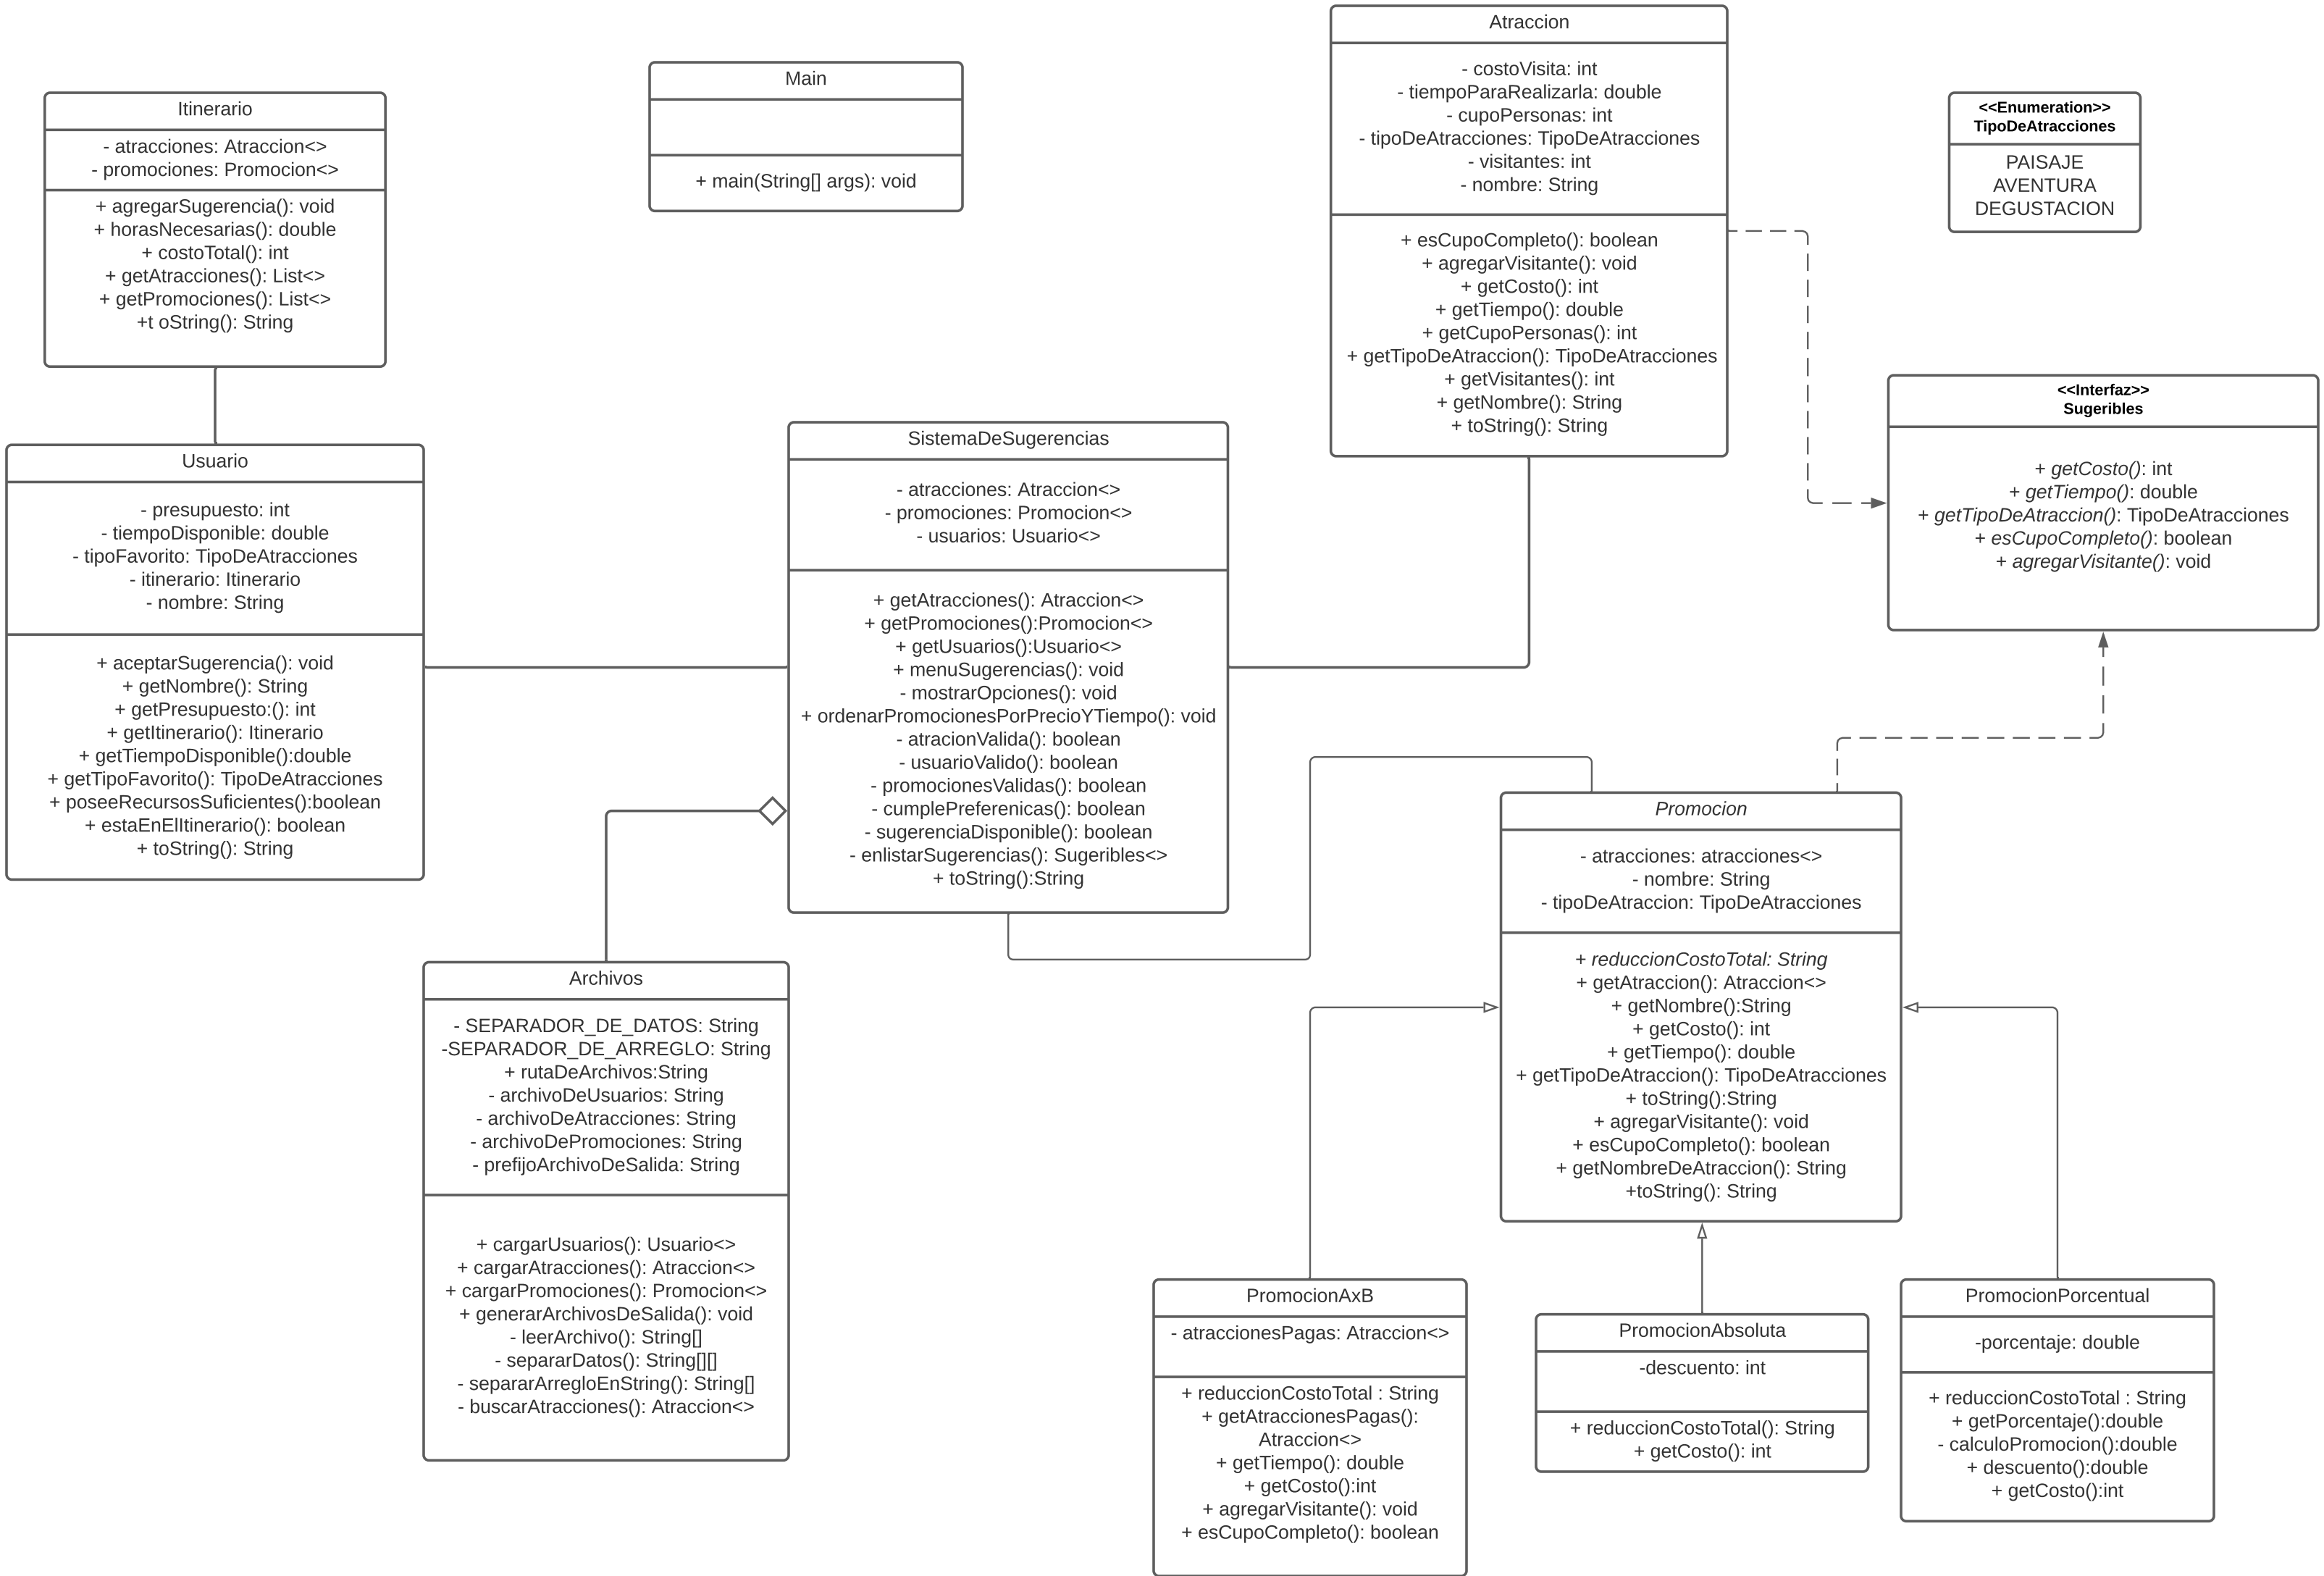 Itinerario
- atracciones: Atraccion<>
- promociones: Promocion<>
+ agregarSugerencia(): void
+ horasNecesarias(): double
+ costoTotal(): int
+ getAtracciones(): List<>
+ getPromociones(): List<>
+t oString(): String
Main
+ main(String[] args): void
Atraccion
- costoVisita: int
- tiempoParaRealizarla: double
- cupoPersonas: int
- tipoDeAtracciones: TipoDeAtracciones
- visitantes: int
- nombre: String
+ esCupoCompleto(): boolean
+ agregarVisitante(): void
+ getCosto(): int
+ getTiempo(): double
+ getCupoPersonas(): int
+ getTipoDeAtraccion(): TipoDeAtracciones
+ getVisitantes(): int
+ getNombre(): String
+ toString(): String
<<Enumeration>>
TipoDeAtracciones
PAISAJE
AVENTURA
DEGUSTACION
<<Interfaz>>
Sugeribles
+ getCosto(): int
+ getTiempo(): double
+ getTipoDeAtraccion(): TipoDeAtracciones
+ esCupoCompleto(): boolean
+ agregarVisitante(): void
Usuario
- presupuesto: int
- tiempoDisponible: double
- tipoFavorito: TipoDeAtracciones
- itinerario: Itinerario
- nombre: String
+ aceptarSugerencia(): void
+ getNombre(): String
+ getPresupuesto:(): int
+ getItinerario(): Itinerario
+ getTiempoDisponible():double
+ getTipoFavorito(): TipoDeAtracciones
+ poseeRecursosSuficientes():boolean
+ estaEnElItinerario(): boolean
+ toString(): String
SistemaDeSugerencias
- atracciones: Atraccion<>
- promociones: Promocion<>
- usuarios: Usuario<>
+ getAtracciones(): Atraccion<>
+ getPromociones():Promocion<>
+ getUsuarios():Usuario<>
+ menuSugerencias(): void
- mostrarOpciones(): void
+ ordenarPromocionesPorPrecioYTiempo(): void
- atracionValida(): boolean
- usuarioValido(): boolean
- promocionesValidas(): boolean
- cumplePreferenicas(): boolean
- sugerenciaDisponible(): boolean
- enlistarSugerencias(): Sugeribles<>
+ toString():String
Promocion
- atracciones: atracciones<>
- nombre: String
- tipoDeAtraccion: TipoDeAtracciones
+ reduccionCostoTotal: String
+ getAtraccion(): Atraccion<>
+ getNombre():String
+ getCosto(): int
+ getTiempo(): double
+ getTipoDeAtraccion(): TipoDeAtracciones
+ toString():String
+ agregarVisitante(): void
+ esCupoCompleto(): boolean
+ getNombreDeAtraccion(): String
+toString(): String
Archivos
- SEPARADOR_DE_DATOS: String
-SEPARADOR_DE_ARREGLO: String
+ rutaDeArchivos:String
- archivoDeUsuarios: String
- archivoDeAtracciones: String
- archivoDePromociones: String
- prefijoArchivoDeSalida: String
+ cargarUsuarios(): Usuario<>
+ cargarAtracciones(): Atraccion<>
+ cargarPromociones(): Promocion<>
+ generarArchivosDeSalida(): void
- leerArchivo(): String[]
- separarDatos(): String[][]
- separarArregloEnString(): String[]
- buscarAtracciones(): Atraccion<>
PromocionAxB
- atraccionesPagas: Atraccion<>
+ reduccionCostoTotal : String
+ getAtraccionesPagas():
Atraccion<>
+ getTiempo(): double
+ getCosto():int
+ agregarVisitante(): void
+ esCupoCompleto(): boolean
PromocionAbsoluta
-descuento: int
+ reduccionCostoTotal(): String
+ getCosto(): int
PromocionPorcentual
-porcentaje: double
+ reduccionCostoTotal : String
+ getPorcentaje():double
- calculoPromocion():double
+ descuento():double
+ getCosto():int